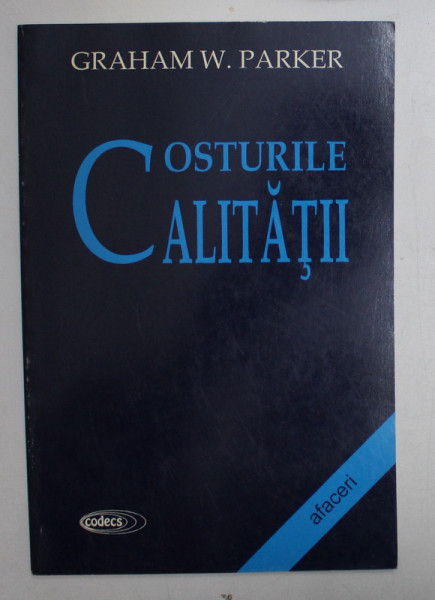 GRAHAM W. PARKER
COSTURILE
CALITĂŢII
afaceri
codecs